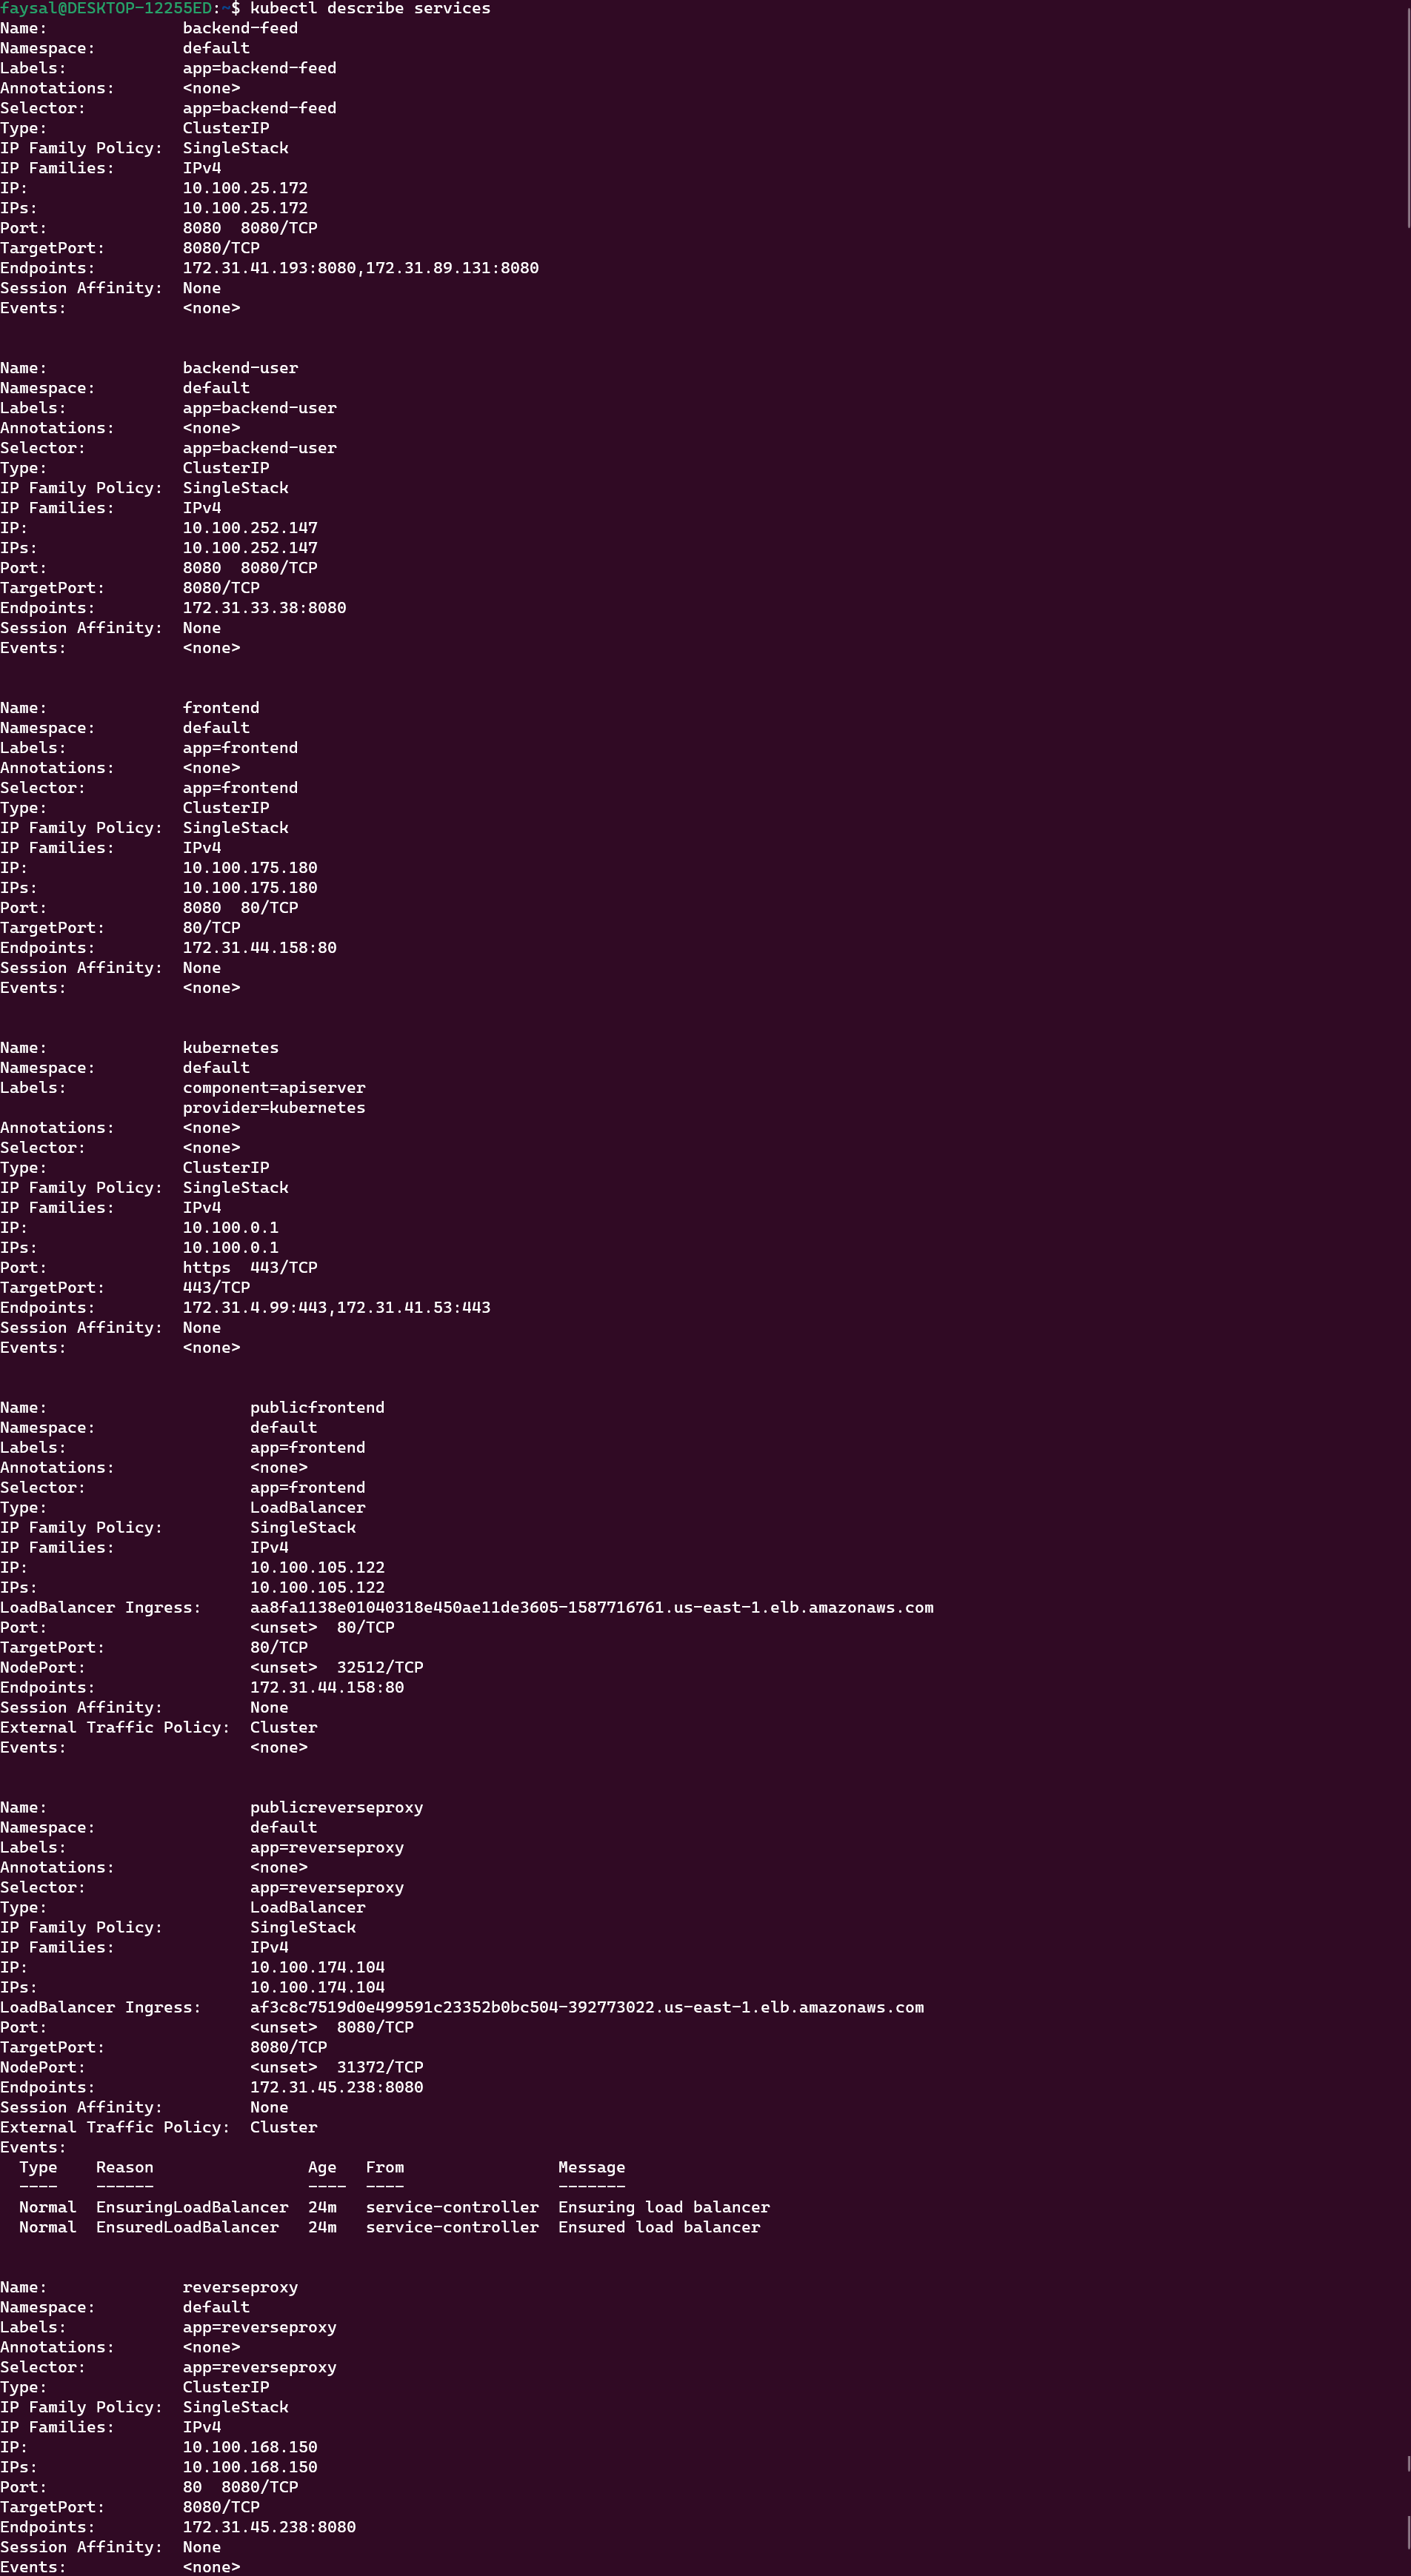 faysal@DESKTOP-12255ED:~$ kubectl describe services
Name:              backend-feed
Namespace:         default
Labels:            app=backend-feed
Annotations:       <none>
Selector:          app=backend-feed
Type:              ClusterIP
IP Family Policy:  SingleStack
IP Families:       IPv4
IP:                10.100.25.172
IPs:               10.100.25.172
Port:              8080  8080/TCP
TargetPort:        8080/TCP
Endpoints:         172.31.41.193:8080,172.31.89.131:8080
Session Affinity:  None
Events:            <none>

Name:              backend-user
Namespace:         default
Labels:            app=backend-user
Annotations:       <none>
Selector:          app=backend-user
Type:              ClusterIP
IP Family Policy:  SingleStack
IP Families:       IPv4
IP:                10.100.252.147
IPs:               10.100.252.147
Port:              8080  8080/TCP
TargetPort:        8080/TCP
Endpoints:         172.31.33.38:8080
Session Affinity:  None
Events:            <none>

Name:              frontend
Namespace:         default
Labels:            app=frontend
Annotations:       <none>
Selector:          app=frontend
Type:              ClusterIP
IP Family Policy:  SingleStack
IP Families:       IPv4
IP:                10.100.175.180
IPs:               10.100.175.180
Port:              8080  80/TCP
TargetPort:        80/TCP
Endpoints:         172.31.44.158:80
Session Affinity:  None
Events:            <none>

Name:              kubernetes
Namespace:         default
Labels:            component=apiserver
                   provider=kubernetes
Annotations:       <none>
Selector:          <none>
Type:              ClusterIP
IP Family Policy:  SingleStack
IP Families:       IPv4
IP:                10.100.0.1
IPs:               10.100.0.1
Port:              https  443/TCP
TargetPort:        443/TCP
Endpoints:         172.31.4.99:443,172.31.41.53:443
Session Affinity:  None
Events:            <none>

Name:                     publicfrontend
Namespace:                default
Labels:                   app=frontend
Annotations:              <none>
Selector:                 app=frontend
Type:                     LoadBalancer
IP Family Policy:         SingleStack
IP Families:              IPv4
IP:                       10.100.105.122
IPs:                      10.100.105.122
LoadBalancer Ingress:     aa8fa1138e01040318e450ae11de3605-1587716761.us-east-1.elb.amazonaws.com
Port:                     <unset>  80/TCP
TargetPort:               80/TCP
NodePort:                 <unset>  32512/TCP
Endpoints:                172.31.44.158:80
Session Affinity:         None
External Traffic Policy:  Cluster
Events:                   <none>

Name:                     publicreverseproxy
Namespace:                default
Labels:                   app=reverseproxy
Annotations:              <none>
Selector:                 app=reverseproxy
Type:                     LoadBalancer
IP Family Policy:         SingleStack
IP Families:              IPv4
IP:                       10.100.174.104
IPs:                      10.100.174.104
LoadBalancer Ingress:     af3c8c7519d0e499591c23352b0bc504-392773022.us-east-1.elb.amazonaws.com
Port:                     <unset>  8080/TCP
TargetPort:               8080/TCP
NodePort:                 <unset>  31372/TCP
Endpoints:                172.31.45.238:8080
Session Affinity:         None
External Traffic Policy:  Cluster
Events:
  Type    Reason                Age   From                Message
  ----    ------                ----  ----                -------
  Normal  EnsuringLoadBalancer  24m   service-controller  Ensuring load balancer
  Normal  EnsuredLoadBalancer   24m   service-controller  Ensured load balancer

Name:              reverseproxy
Namespace:         default
Labels:            app=reverseproxy
Annotations:       <none>
Selector:          app=reverseproxy
Type:              ClusterIP
IP Family Policy:  SingleStack
IP Families:       IPv4
IP:                10.100.168.150
IPs:               10.100.168.150
Port:              80  8080/TCP
TargetPort:        8080/TCP
Endpoints:         172.31.45.238:8080
Session Affinity:  None
Events:            <none>